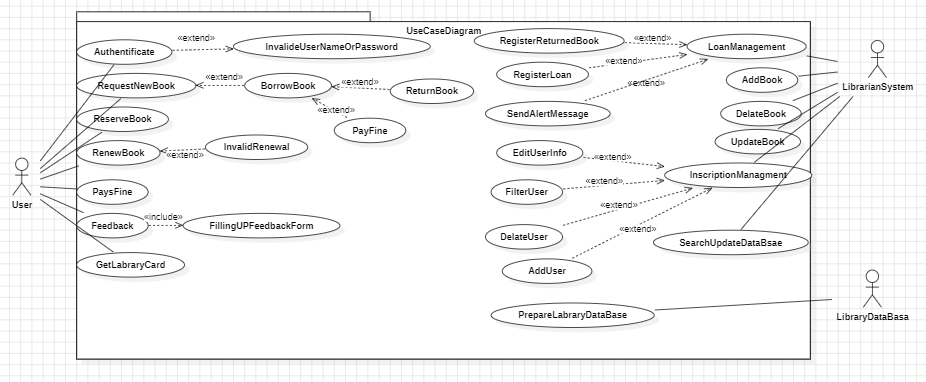 UseCaseDiagram
Authentificate
«extend»
InvalideUserNameOrPassword
RequestNewBook
«extend»
BorrowBook
«extend»
ReturnBook
«extend»
PayFine
ReserveBook
RenewBook
«extend»
InvalidRenewal
PaysFine
Feedback
«include»
FillingUPFeedbackForm
GetLabraryCard
User
RegisterReturnedBook
«extend»
LoanManagement
RegisterLoan
«extend»
SendAlertMessage
«extend»
AddBook
DelateBook
UpdateBook
EditUserInfo
«extend»
InscriptionManagment
FilterUser
«extend»
DelateUser
«extend»
AddUser
«extend»
SearchUpdateDataBsae
PrepareLabraryDataBase
LibrarianSystem
LibraryDataBasa